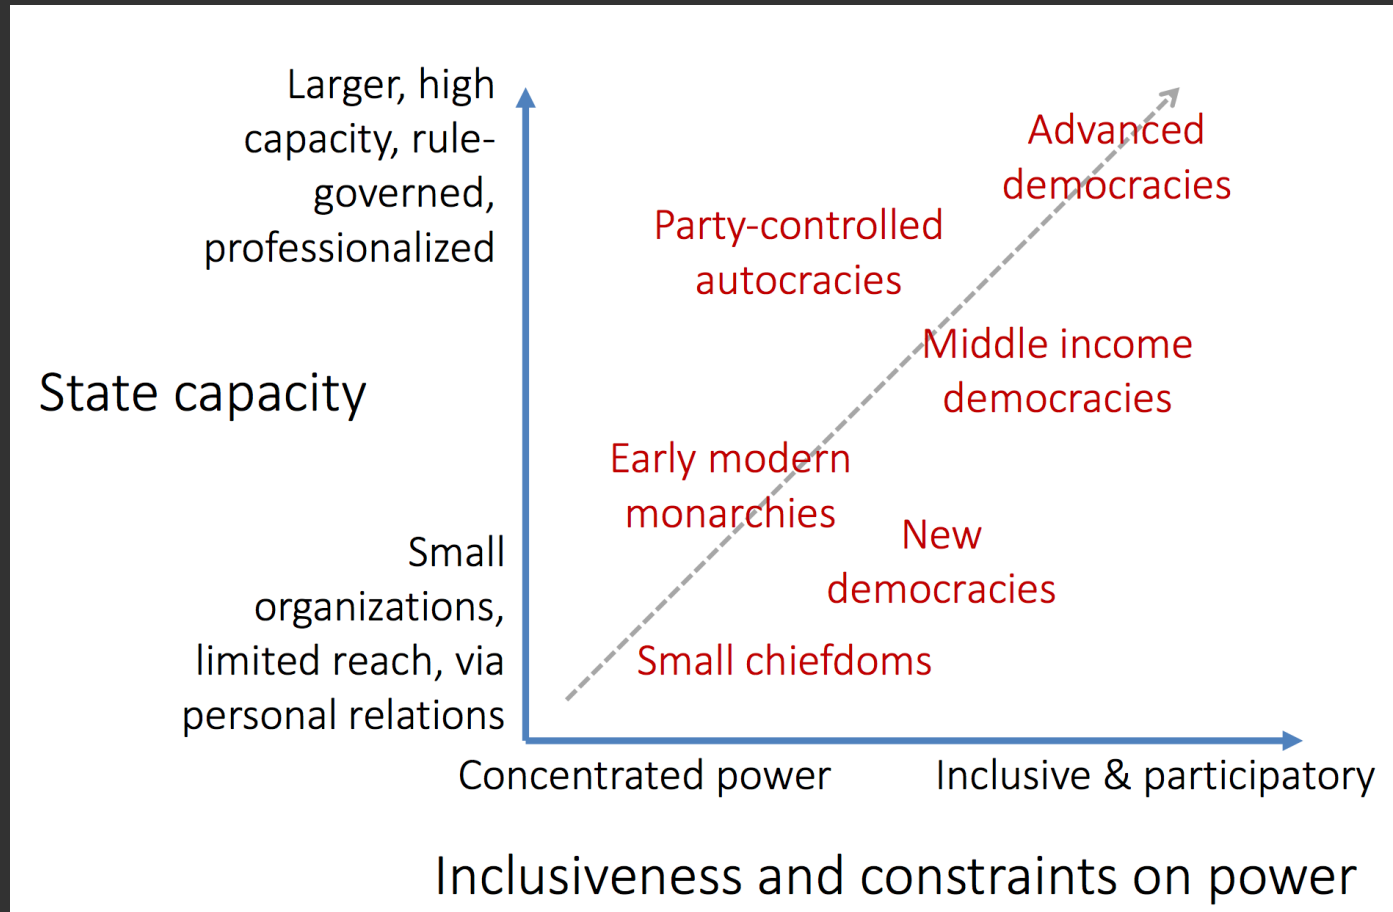 Larger, high
capacity, rule-
governed,
professionalized
State capacity
Small
organizations,
limited reach, via
personal relations
Advanced
democracies
Party-controlled
autocracies
Middle income
democracies
Early modern
monarchies
New
democracies
Small chiefdoms
Concentrated power
Inclusive & participatory
Inclusiveness and constraints on power